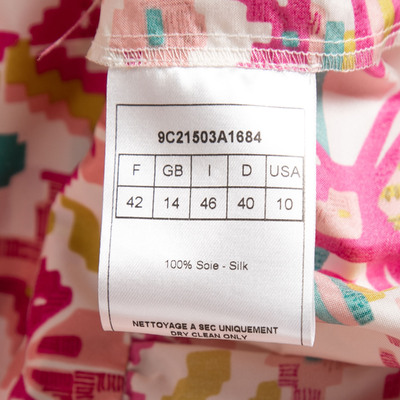 9C21503A1684
F GB I D USA
42 14 46 40 10
100% Soie - Silk
NETTOYAGE A SEC UNIQUEMENT
DRY CLEAN ONLY